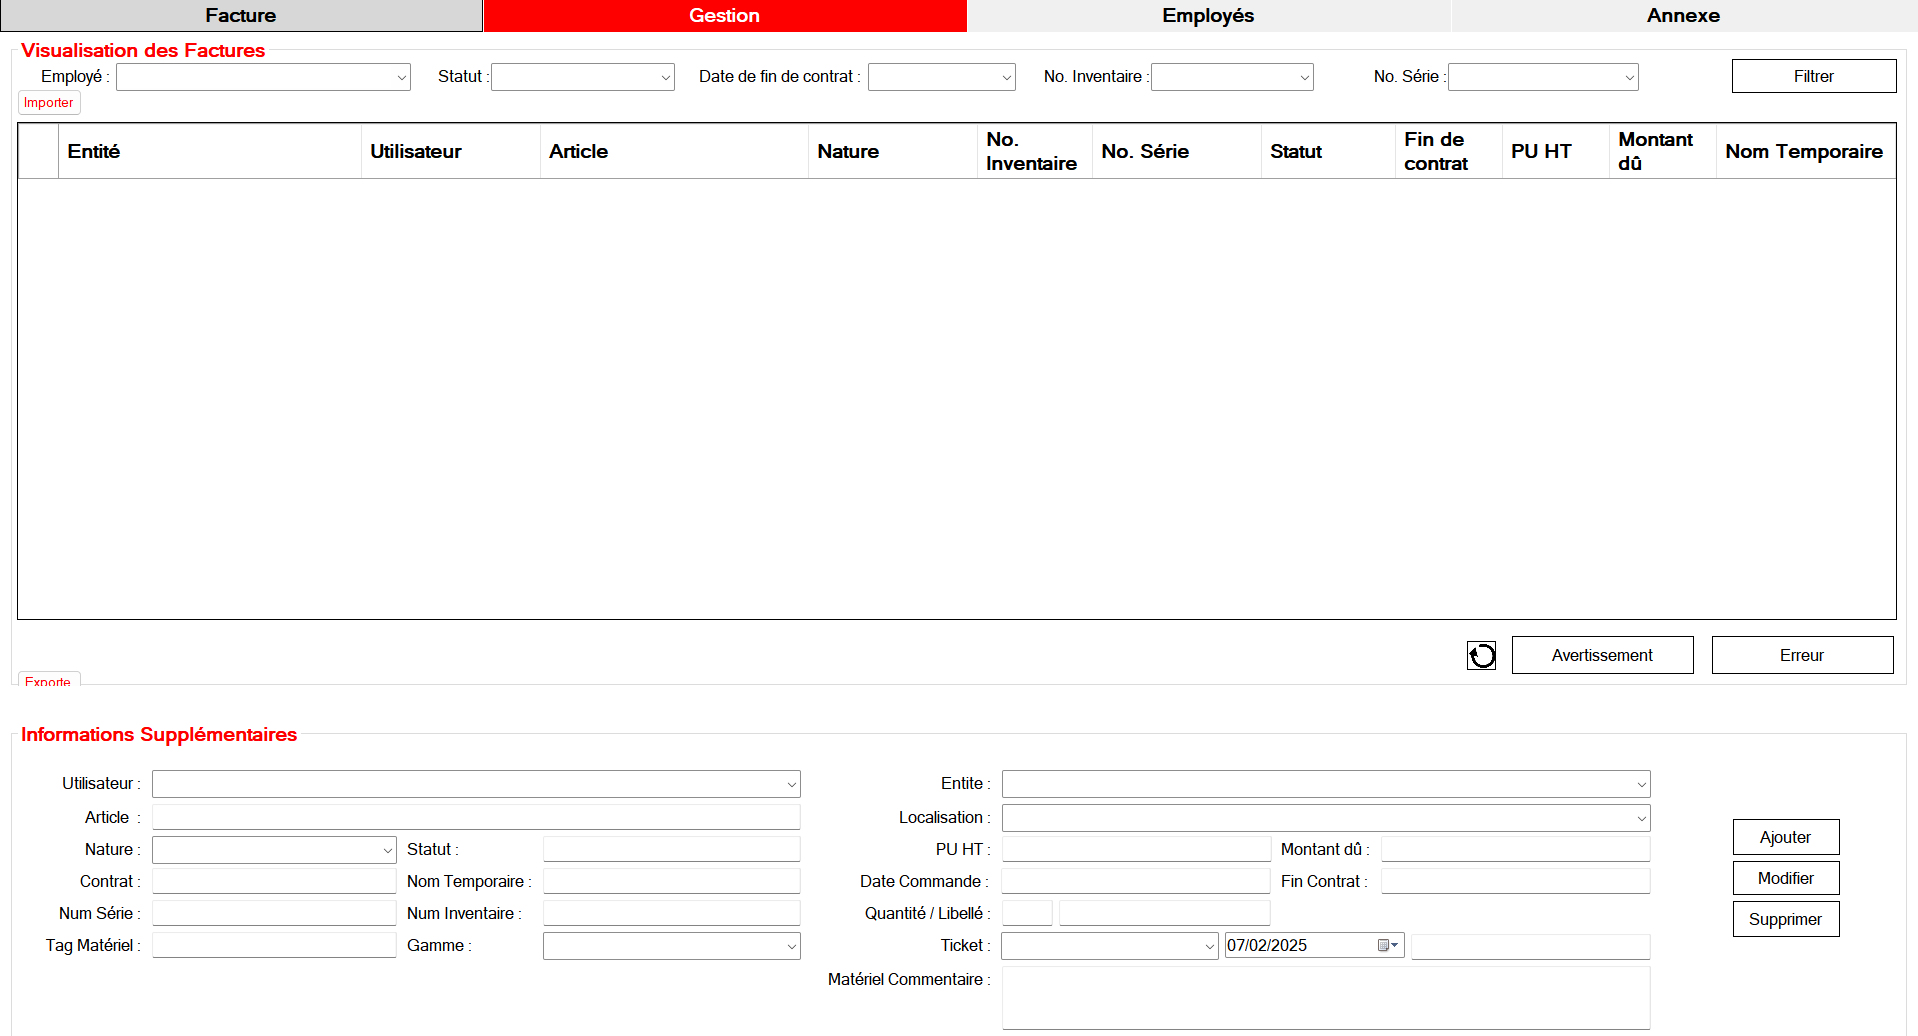 Facture Gestion Employés Annexe
Visualisation des Factures
Employé : Statut : Date de fin de contrat : No. Inventaire : No. Série : Filtrer
Importer
Entité Utilisateur Article Nature No. Inventaire No. Série Statut Fin de contrat PU HT Montant dû Nom Temporaire
Avertissement Erreur
Exporte
Informations Supplémentaires
Utilisateur : Entite :
Article : Localisation :
Nature : Statut : PU HT : Montant dû :
Contrat : Nom Temporaire : Date Commande : Fin Contrat :
Num Série : Num Inventaire : Quantité / Libellé :
Tag Matériel : Gamme : Ticket : 07/02/2025
Matériel Commentaire :
Ajouter
Modifier
Supprimer